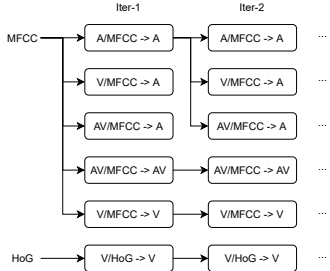 Iter-1 Iter-2
MFCC A/MFCC -> A A/MFCC -> A ...
V/MFCC -> A V/MFCC -> A ...
AV/MFCC -> A AV/MFCC -> A ...
AV/MFCC -> AV AV/MFCC -> AV ...
V/MFCC -> V V/MFCC -> V ...
HoG V/HoG -> V V/HoG -> V ...